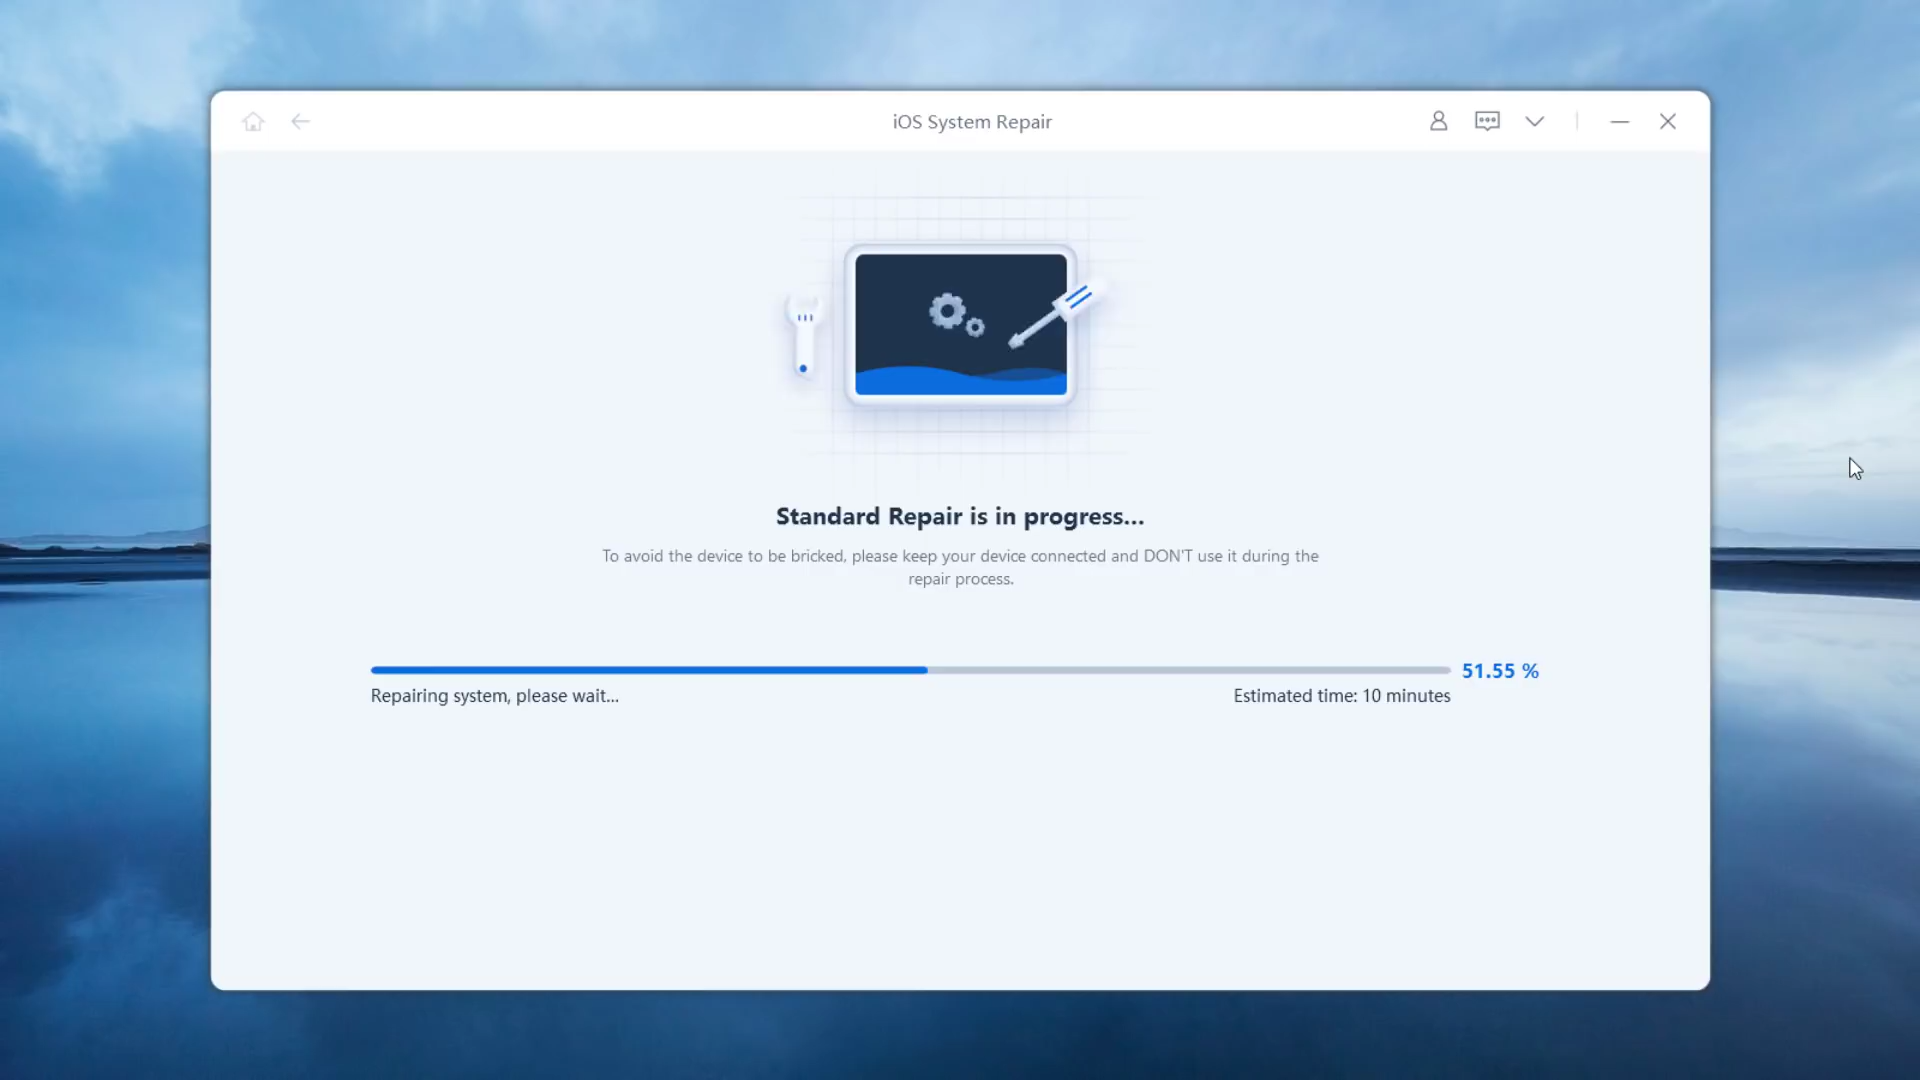 iOS System Repair
Standard Repair is in progress...
To avoid the device to be bricked, please keep your device connected and DON'T use it during the
repair process.
51.55 %
Repairing system, please wait...
Estimated time: 10 minutes